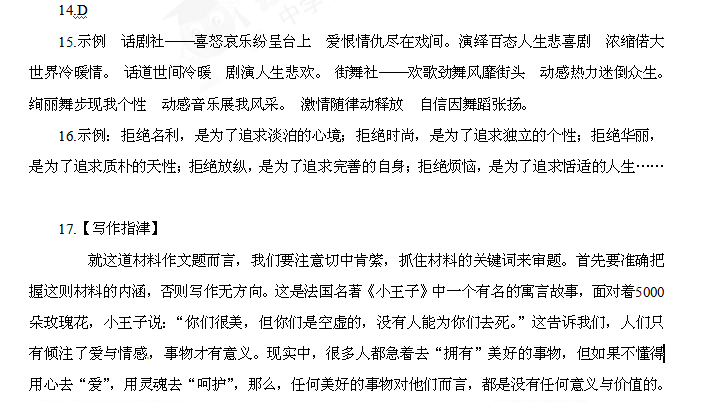 14.D
15.示例　话剧社——喜怒哀乐纷呈台上　爱恨情仇尽在戏间。演绎百态人生悲喜剧　浓缩偌大
世界冷暖情。 话道世间冷暖　剧演人生悲欢。 街舞社——欢歌劲舞风靡街头　动感热力迷倒众生。
绚丽舞步现我个性　动感音乐展我风采。 激情随律动释放　自信因舞蹈张扬。
16.示例：拒绝名利，是为了追求淡泊的心境；拒绝时尚，是为了追求独立的个性；拒绝华丽，
是为了追求质朴的天性；拒绝放纵，是为了追求完善的自身；拒绝烦恼，是为了追求恬适的人生……
17.【写作指津】
就这道材料作文题而言，我们要注意切中肯綮，抓住材料的关键词来审题。首先要准确把
握这则材料的内涵，否则写作无方向。这是法国名著《小王子》中一个有名的寓言故事，面对着5000
朵玫瑰花，小王子说：“你们很美，但你们是空虚的，没有人能为你们去死。”这告诉我们，人们只
有倾注了爱与情感，事物才有意义。现实中，很多人都急着去“拥有”美好的事物，但如果不懂得
用心去“爱”，用灵魂去“呵护”，那么，任何美好的事物对他们而言，都是没有任何意义与价值的。